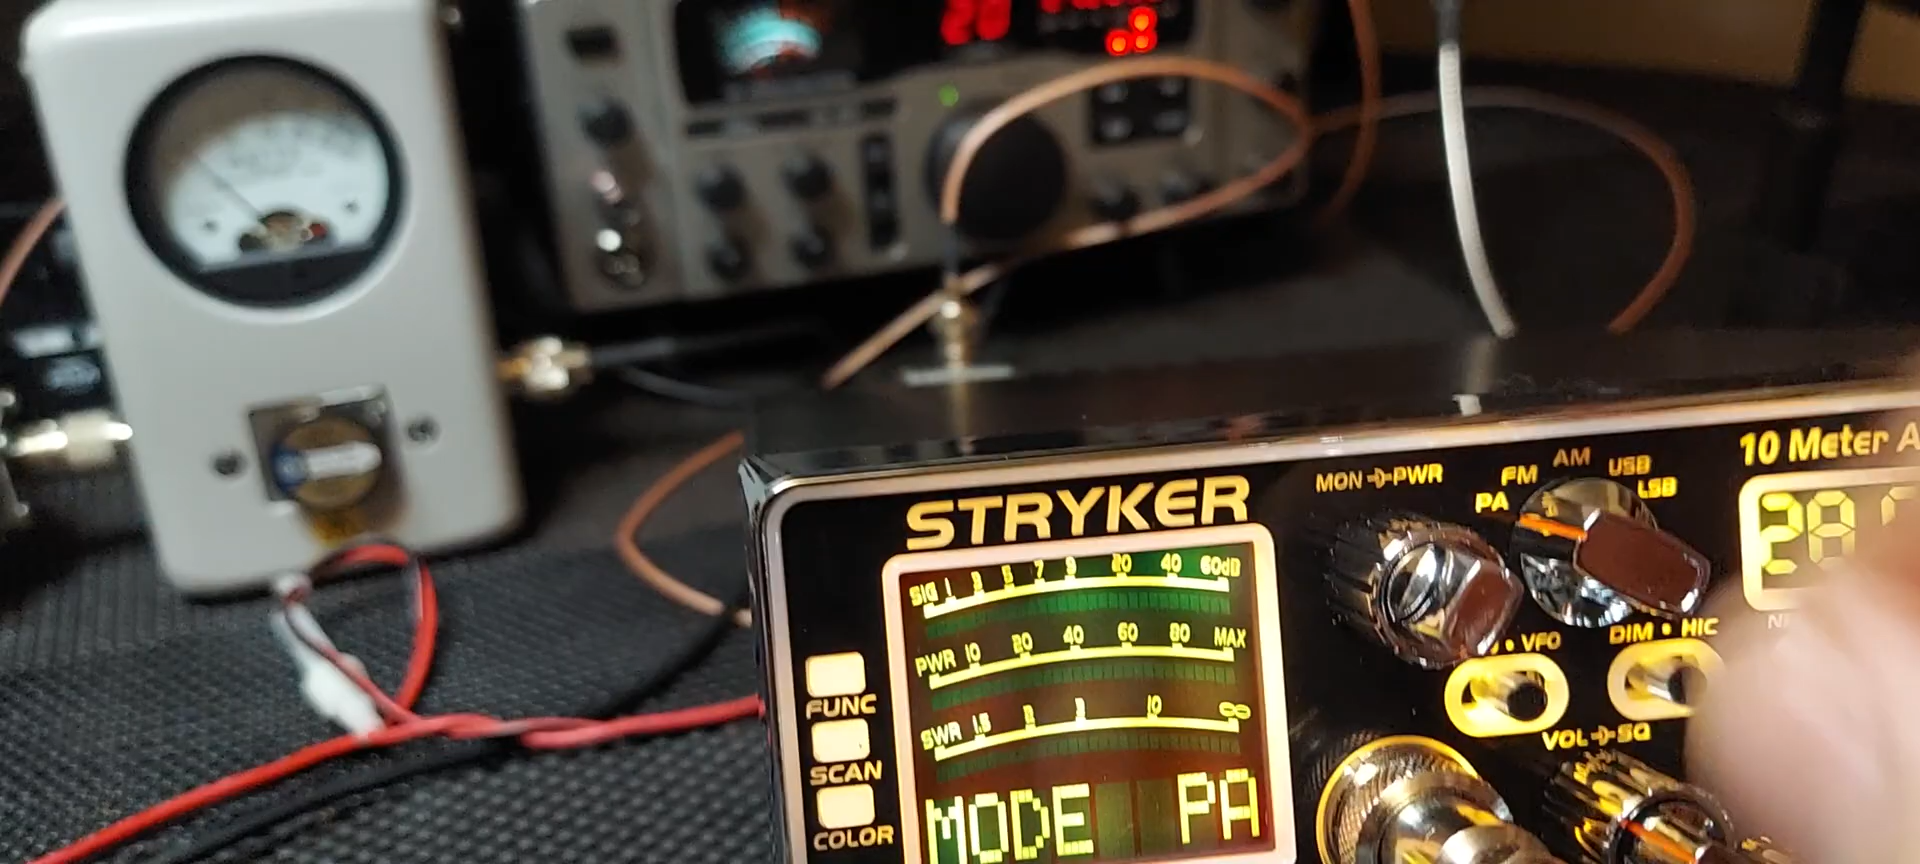 STRYKER
MON PWR
PA
FM
AM
USB
LSB
10 Meter A
28
SIG 1 3 5 7 9 20 40 60dB
PWR 10 20 40 60 80 MAX
SWR 1.5 2 3 10 ∞
MODE PA
FUNC
SCAN
COLOR
• VFO
DIM • HIC
VOL SQ